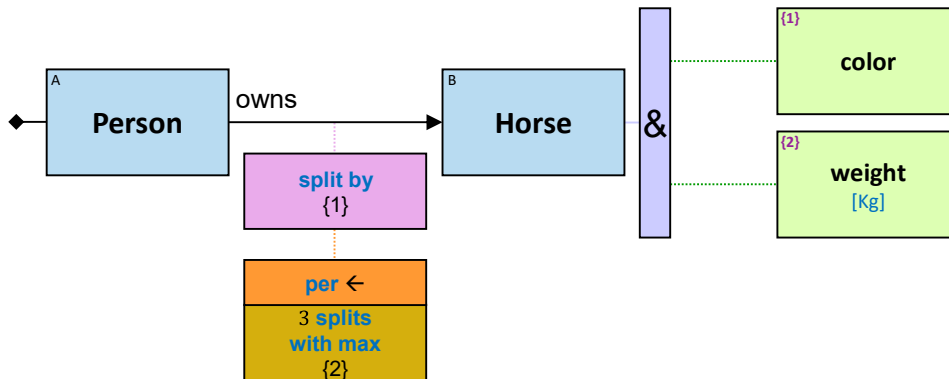 A
Person
owns
B
Horse
&
{1}
color
{2}
weight
[Kg]
split by
{1}
per ←
3 splits
with max
{2}